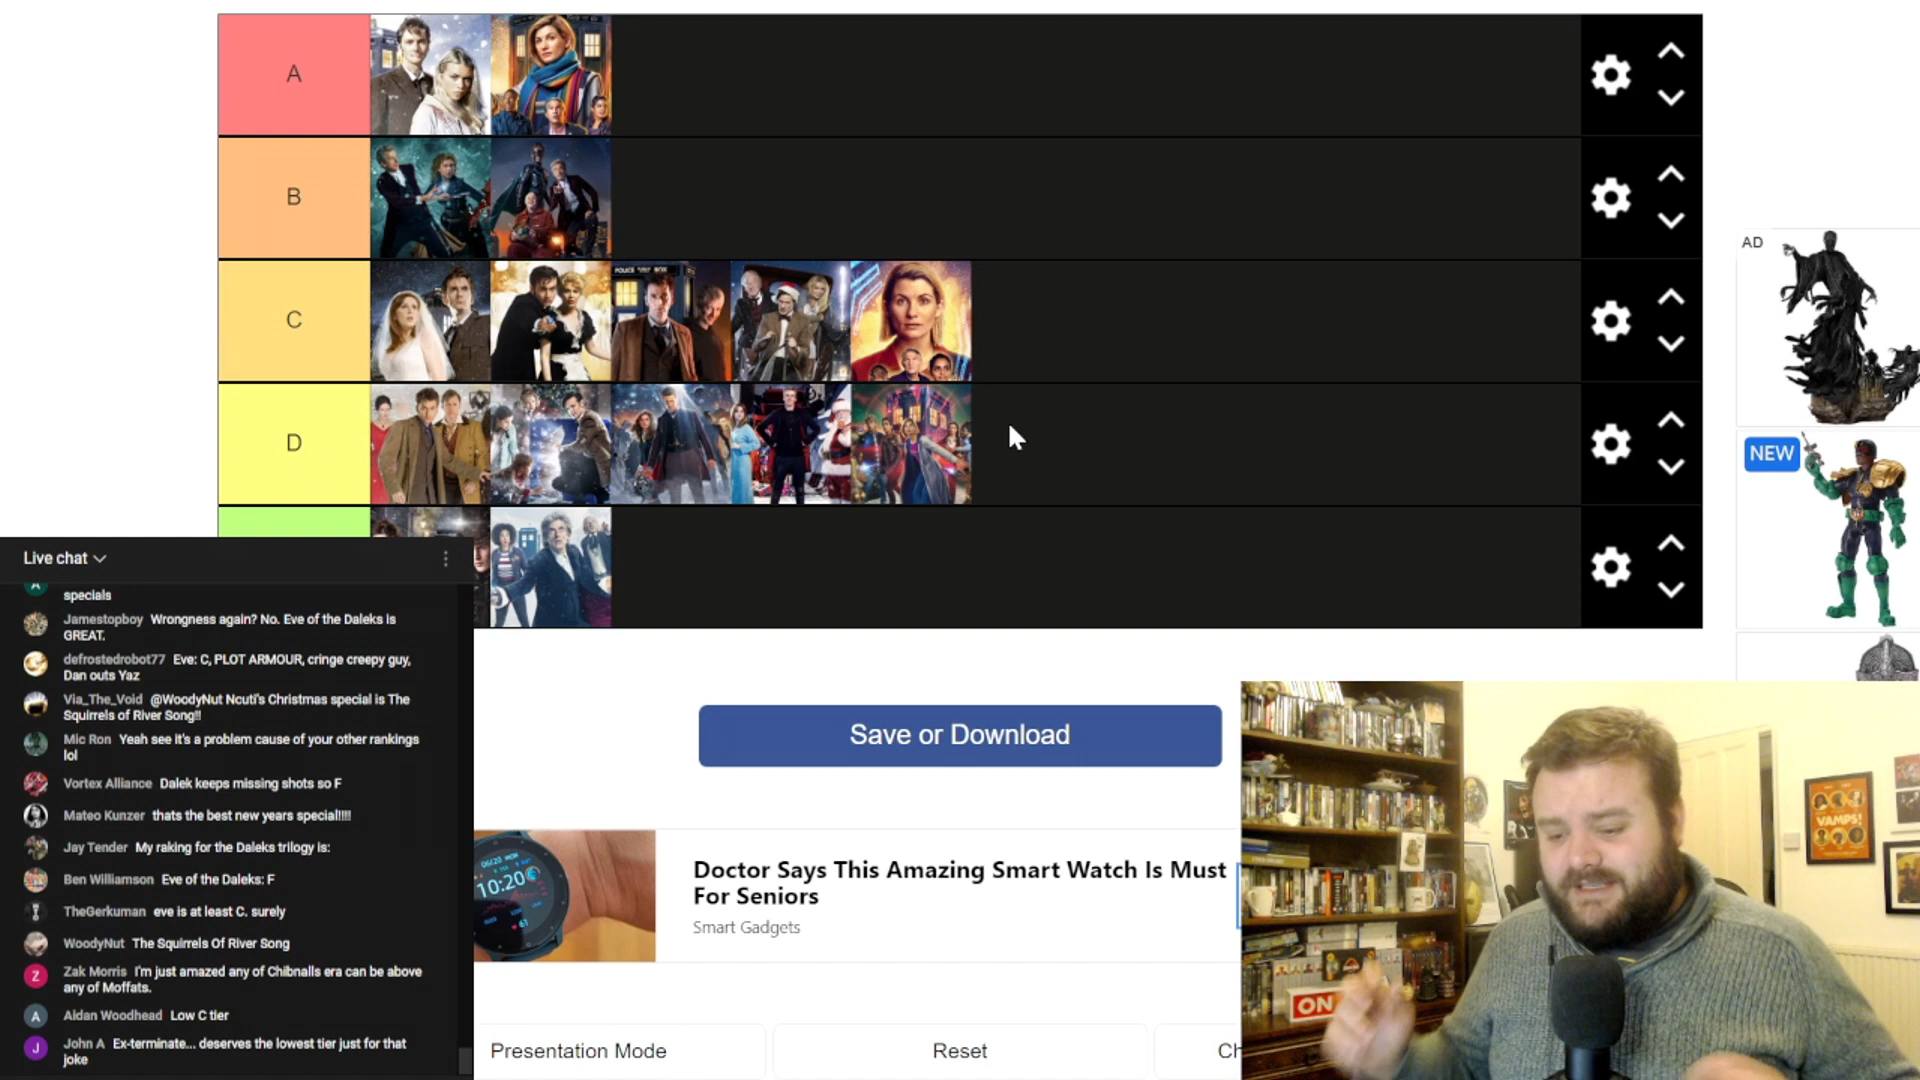 A
B
C
POLICE BOX
D
AD
NEW
Live chat
A
specials
Jamestopboy Wrongness again? No. Eve of the Daleks is
GREAT.
defrostedrobot77 Eve: C, PLOT ARMOUR, cringe creepy guy,
Dan outs Yaz
Via_The_Void @WoodyNut Ncuti's Christmas special is The
Squirrels of River Song!!
Mic Ron Yeah see it's a problem cause of your other rankings
lol
Vortex Alliance Dalek keeps missing shots so F
Mateo Kunzer thats the best new years special!!!!
Jay Tender My raking for the Daleks trilogy is:
Ben Williamson Eve of the Daleks: F
TheGerkuman eve is at least C. surely
WoodyNut The Squirrels Of River Song
Z Zak Morris I'm just amazed any of Chibnalls era can be above
any of Moffats.
A Aidan Woodhead Low C tier
J John A Ex-terminate... deserves the lowest tier just for that
joke
Save or Download
10:20
Doctor Says This Amazing Smart Watch Is Must
For Seniors
Smart Gadgets
Presentation Mode
Reset
Ch
VAMPS!
ON